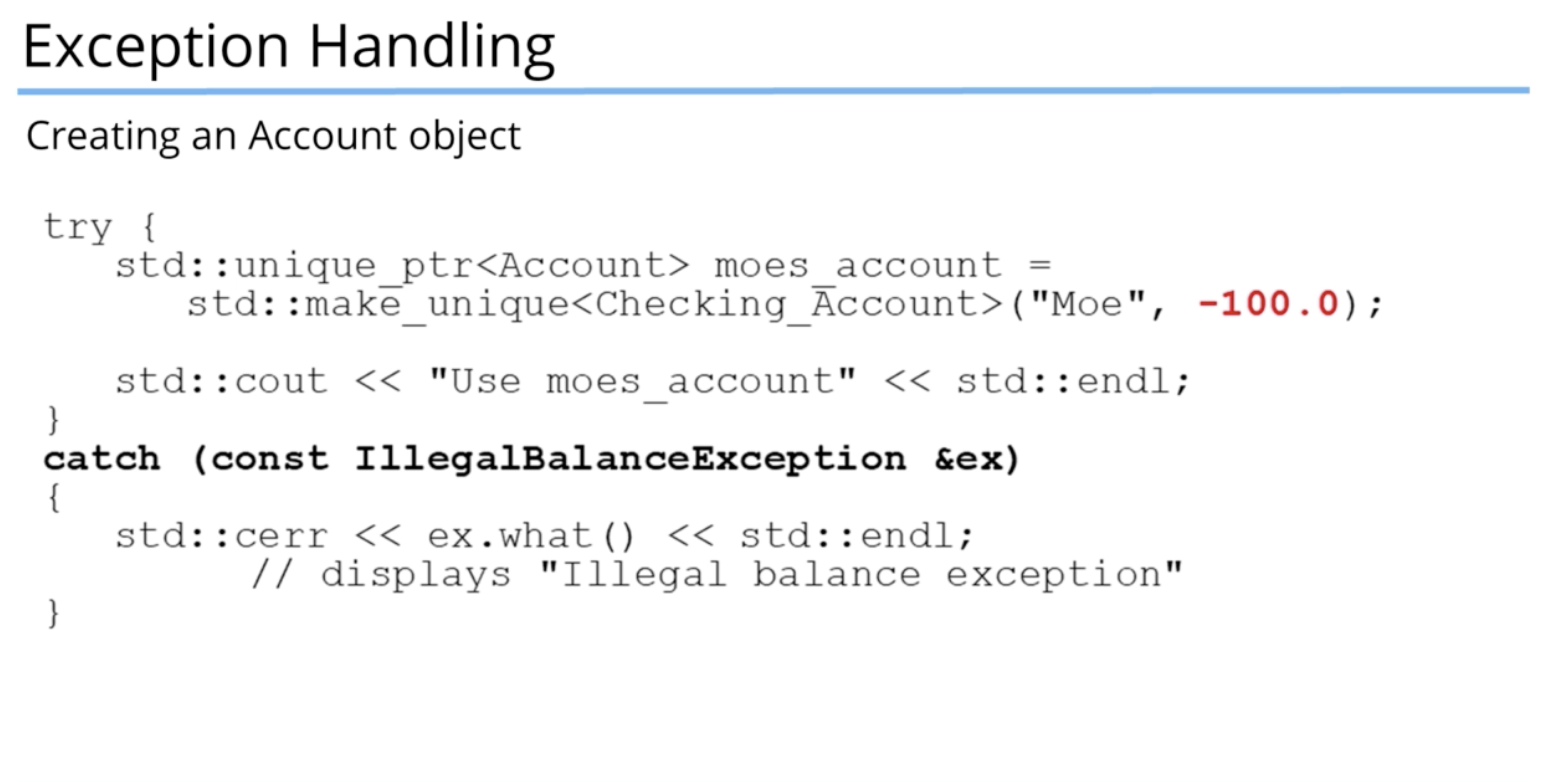 Exception Handling
Creating an Account object
try {
    std::unique_ptr<Account> moes_account =
        std::make_unique<Checking_Account>("Moe", -100.0);
    std::cout << "Use moes_account" << std::endl;
}
catch (const IllegalBalanceException &ex)
{
    std::cerr << ex.what() << std::endl;
        // displays "Illegal balance exception"
}